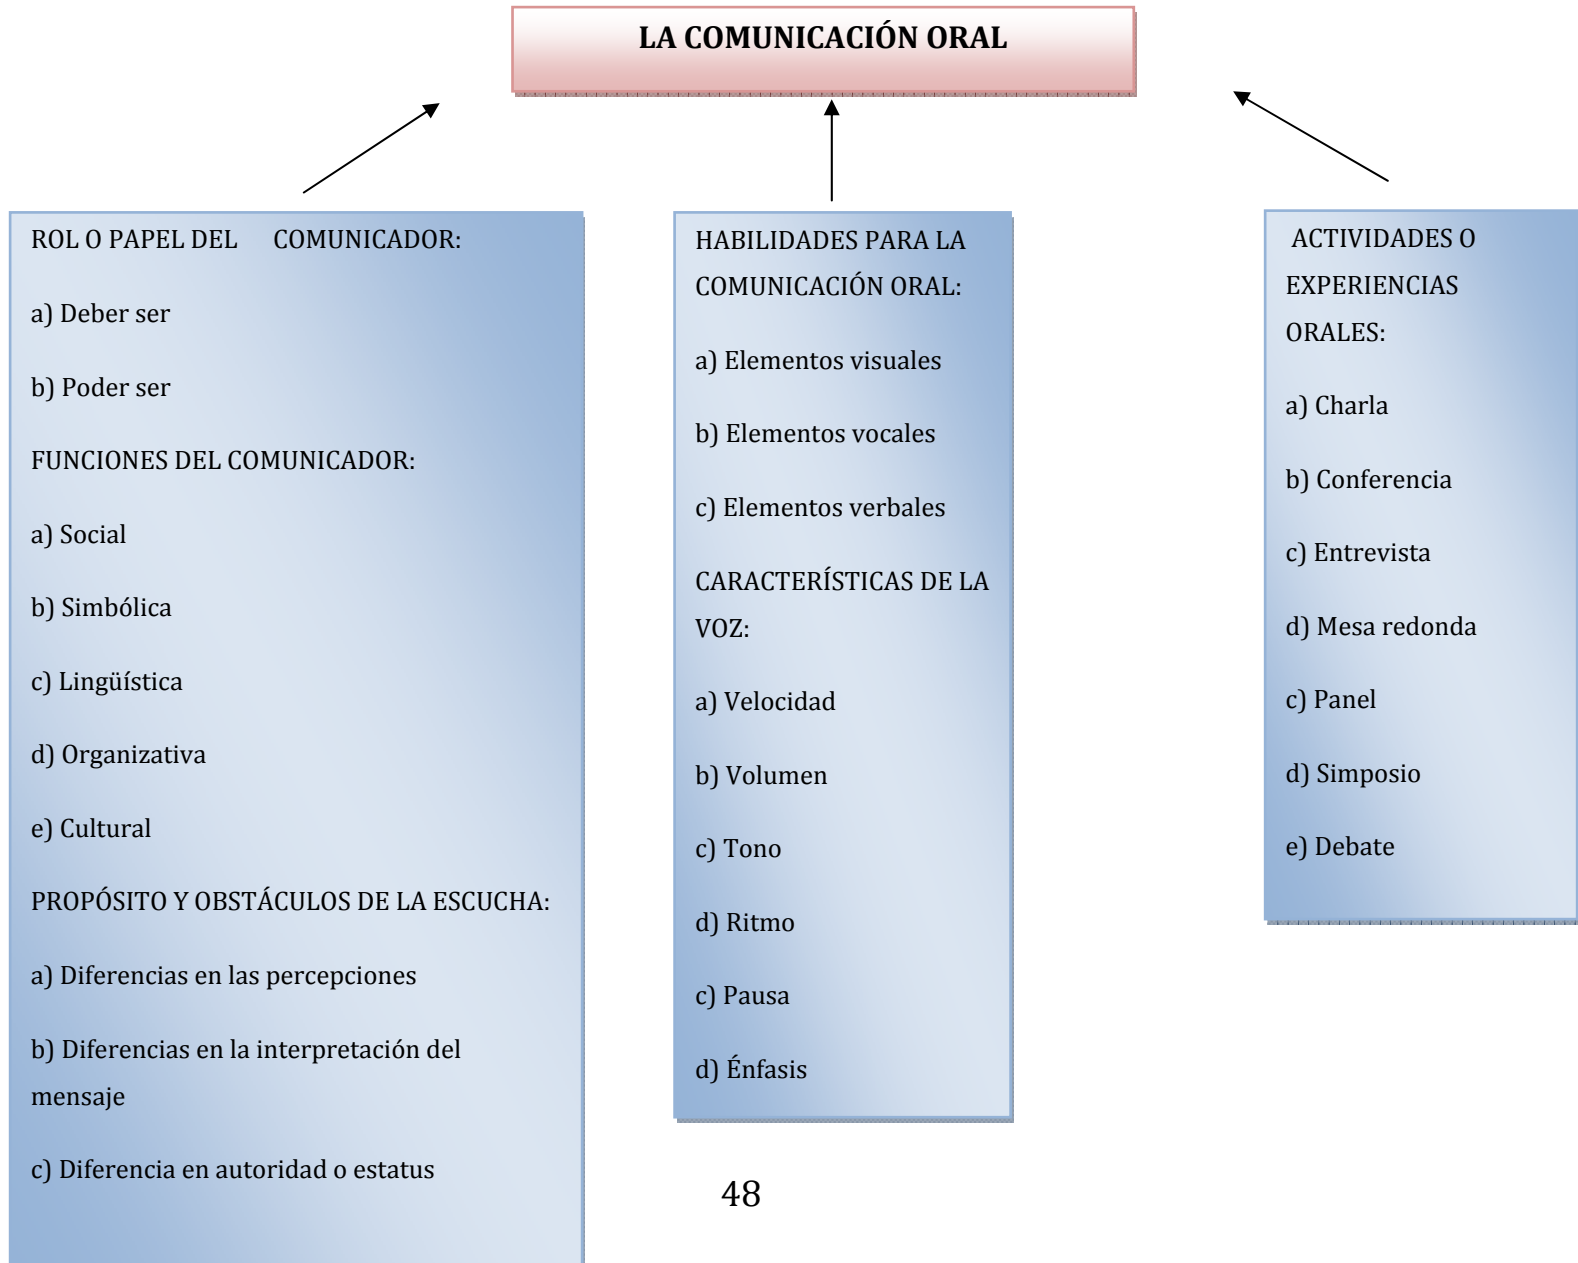 LA COMUNICACIÓN ORAL
ROL O PAPEL DEL COMUNICADOR:
a) Deber ser
b) Poder ser
FUNCIONES DEL COMUNICADOR:
a) Social
b) Simbólica
c) Lingüística
d) Organizativa
e) Cultural
PROPÓSITO Y OBSTÁCULOS DE LA ESCUCHA:
a) Diferencias en las percepciones
b) Diferencias en la interpretación del
mensaje
c) Diferencia en autoridad o estatus
HABILIDADES PARA LA
COMUNICACIÓN ORAL:
a) Elementos visuales
b) Elementos vocales
c) Elementos verbales
CARACTERÍSTICAS DE LA
VOZ:
a) Velocidad
b) Volumen
c) Tono
d) Ritmo
c) Pausa
d) Énfasis
ACTIVIDADES O
EXPERIENCIAS
ORALES:
a) Charla
b) Conferencia
c) Entrevista
d) Mesa redonda
c) Panel
d) Simposio
e) Debate
48